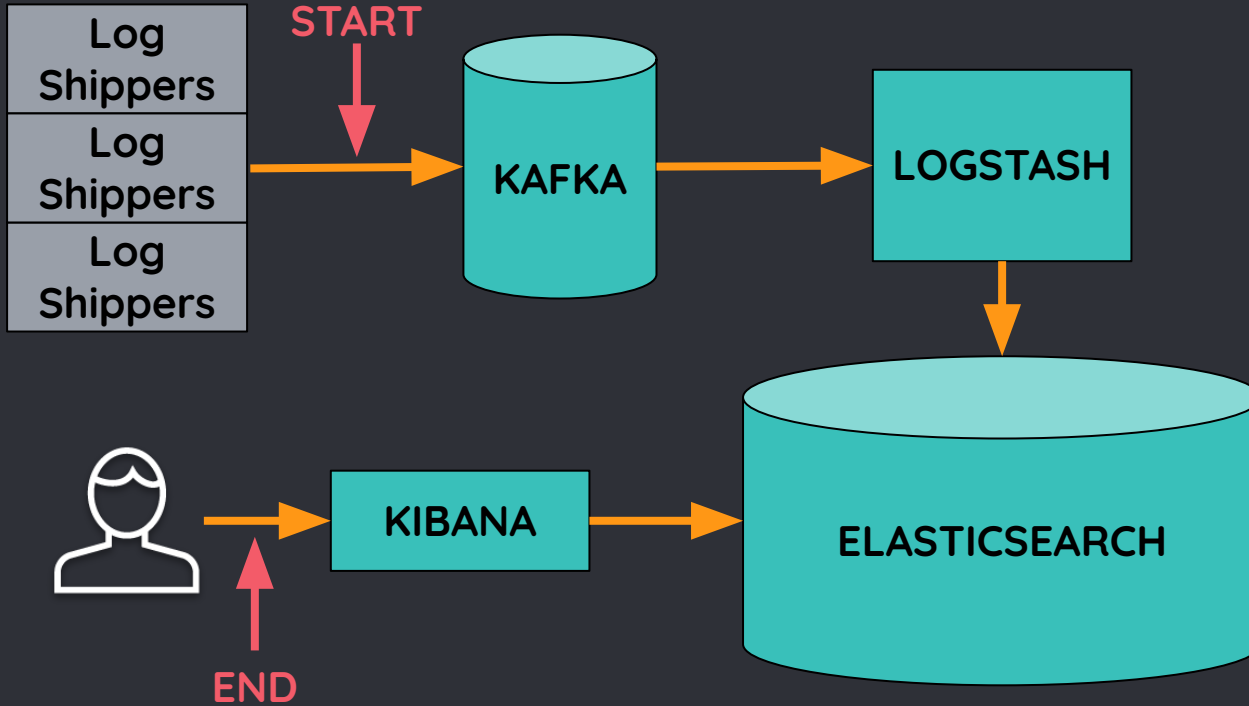 Log
Shippers
Log
Shippers
Log
Shippers
START
KAFKA
LOGSTASH
KIBANA
ELASTICSEARCH
END